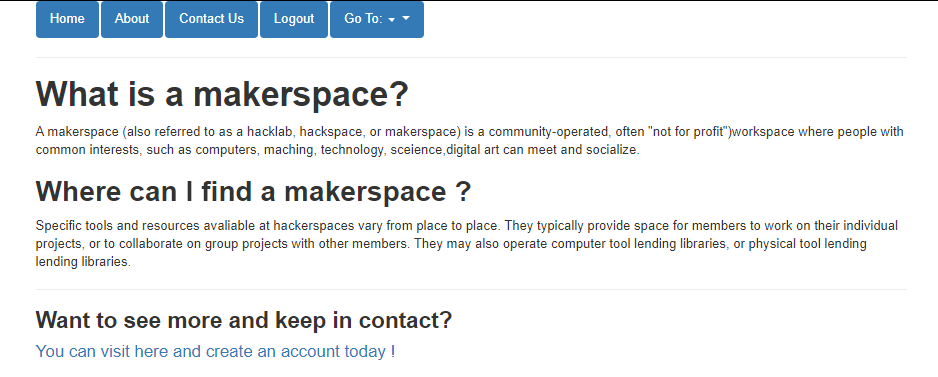 Home About Contact Us Logout Go To:
What is a makerspace?
A makerspace (also referred to as a hacklab, hackspace, or makerspace) is a community-operated, often "not for profit")workspace where people with
common interests, such as computers, maching, technology, sceience,digital art can meet and socialize.
Where can I find a makerspace ?
Specific tools and resources avaliable at hackerspaces vary from place to place. They typically provide space for members to work on their individual
projects, or to collaborate on group projects with other members. They may also operate computer tool lending libraries, or physical tool lending
lending libraries.
Want to see more and keep in contact?
You can visit here and create an account today !